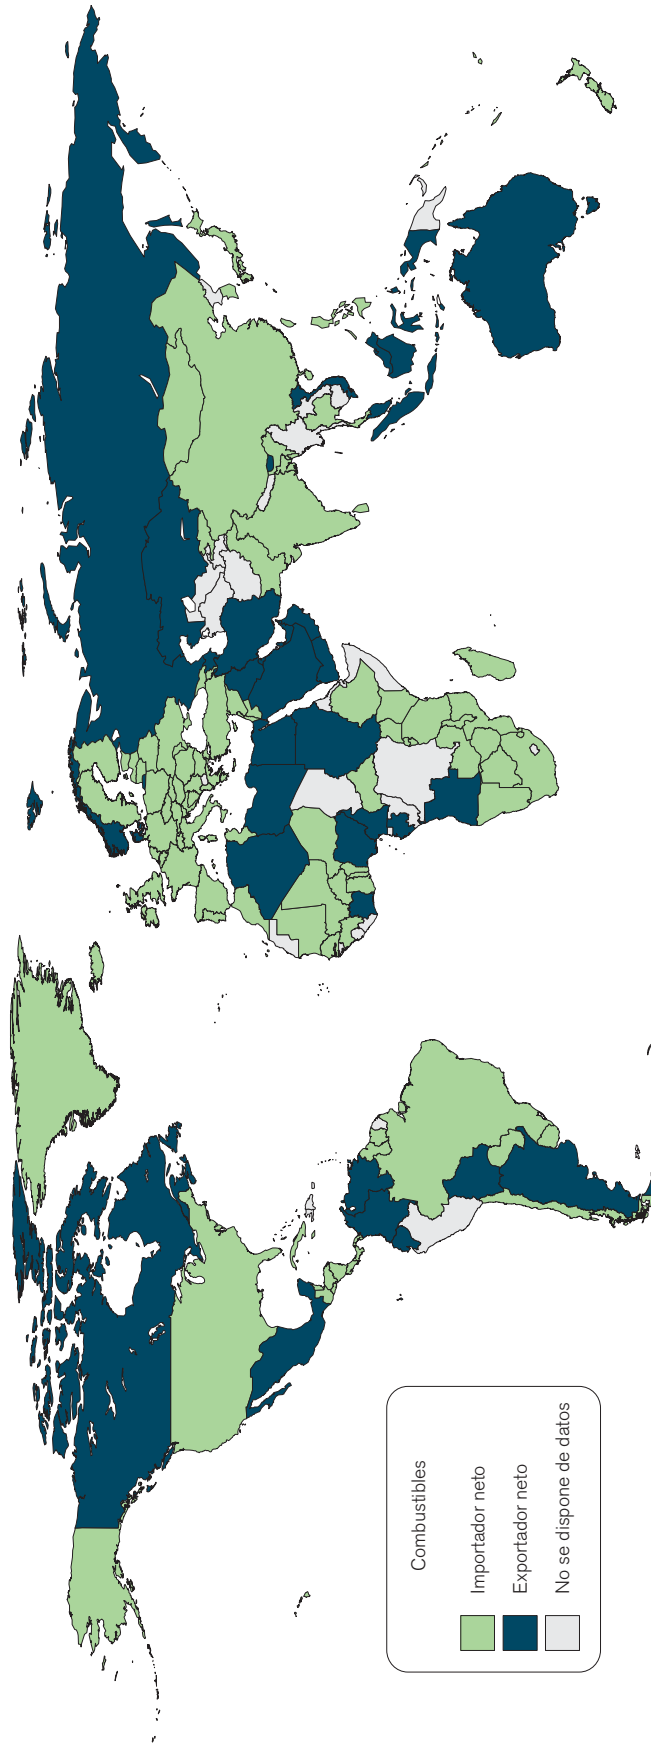 Combustibles
Importador neto
Exportador neto
No se dispone de datos